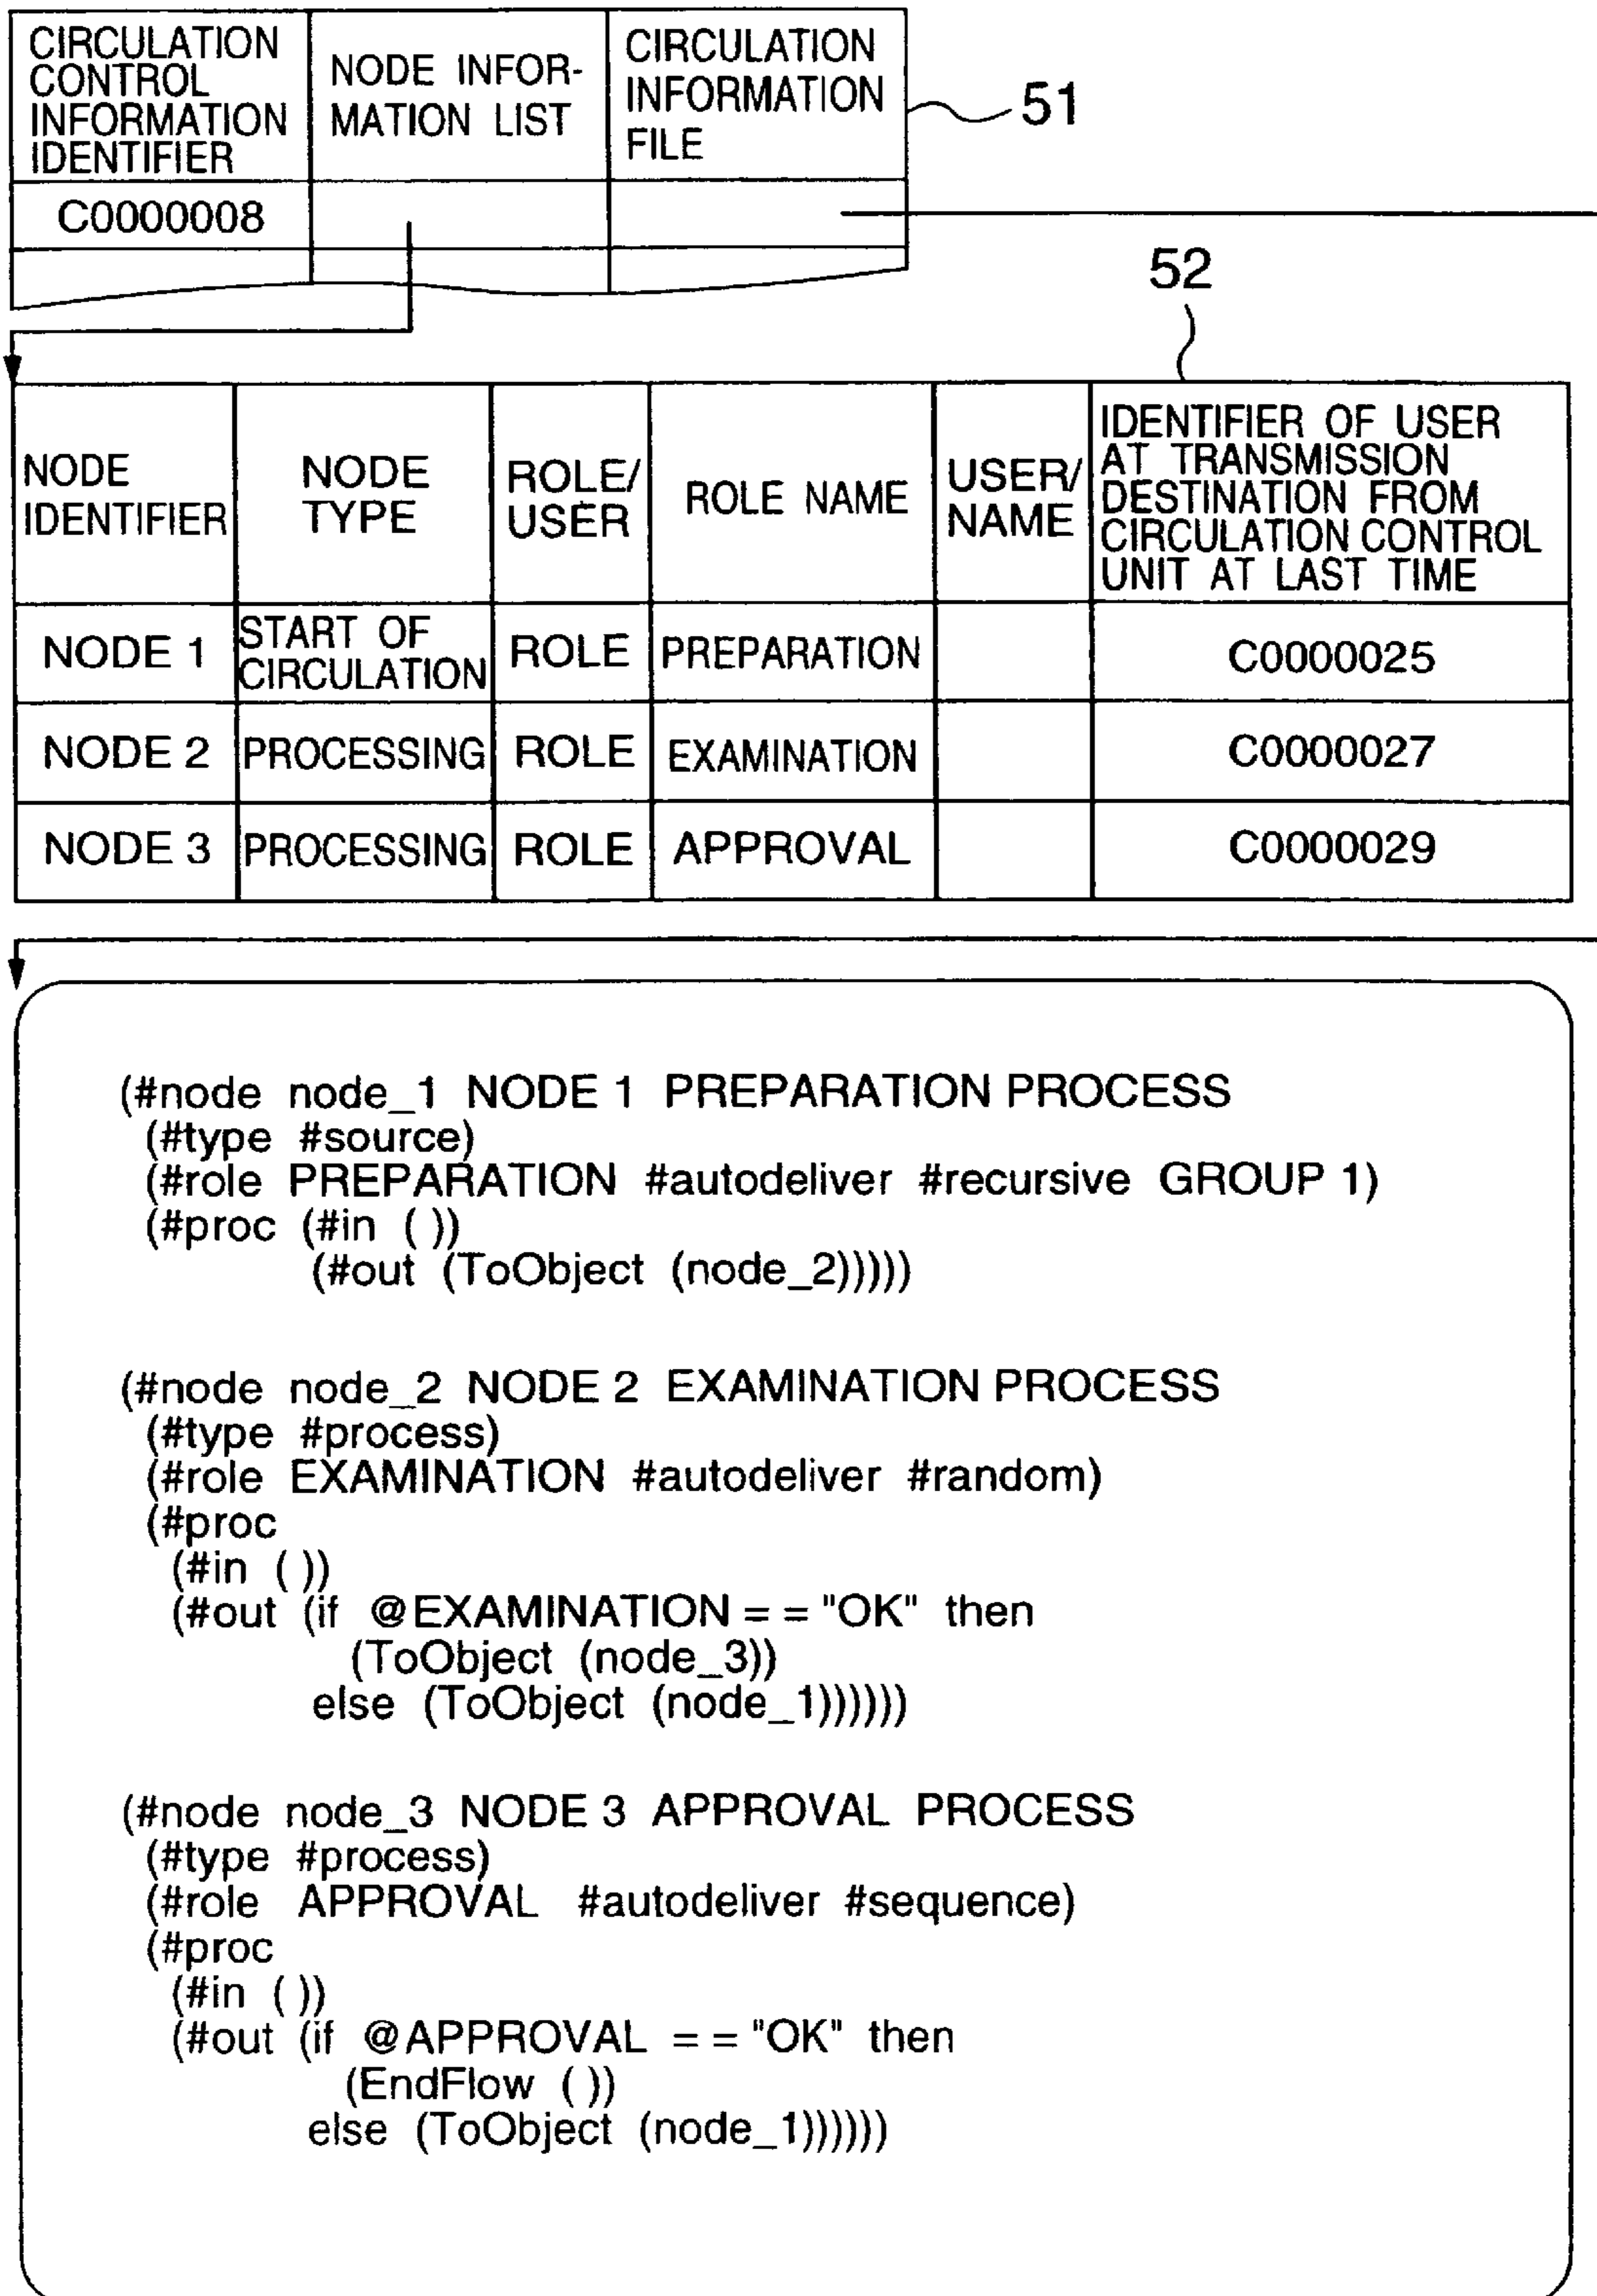 CIRCULATION
CONTROL
INFORMATION
IDENTIFIER
NODE INFOR-
MATION LIST
CIRCULATION
INFORMATION
FILE
51
C0000008
52
NODE
IDENTIFIER
NODE
TYPE
ROLE/
USER
ROLE NAME
USER/
NAME
IDENTIFIER OF USER
AT TRANSMISSION
DESTINATION FROM
CIRCULATION CONTROL
UNIT AT LAST TIME
NODE 1
START OF
CIRCULATION
ROLE
PREPARATION
C0000025
NODE 2
PROCESSING
ROLE
EXAMINATION
C0000027
NODE 3
PROCESSING
ROLE
APPROVAL
C0000029
(#node node_1 NODE 1 PREPARATION PROCESS
(#type #source)
(#role PREPARATION #autodeliver #recursive GROUP 1)
(#proc (#in ( ))
(#out (ToObject (node_2)))))
(#node node_2 NODE 2 EXAMINATION PROCESS
(#type #process)
(#role EXAMINATION #autodeliver #random)
(#proc
(#in ( ))
(#out (if @EXAMINATION = = "OK" then
(ToObject (node_3))
else (ToObject (node_1))))))
(#node node_3 NODE 3 APPROVAL PROCESS
(#type #process)
(#role APPROVAL #autodeliver #sequence)
(#proc
(#in ( ))
(#out (if @APPROVAL = = "OK" then
(EndFlow ( ))
else (ToObject (node_1))))))